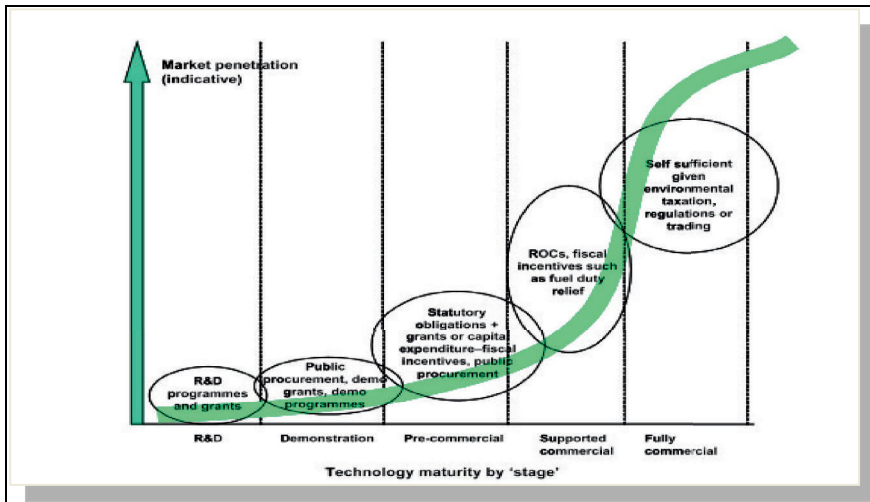 Market penetration
(indicative)
Self sufficient
given
environmental
taxation,
regulations or
trading
ROCs, fiscal
incentives such
as fuel duty
relief
Statutory
obligations +
grants or capital
expenditure–fiscal
incentives, public
procurement
Public
procurement, demo
grants, demo
programmes
R&D
programmes
and grants
R&D
Demonstration
Pre-commercial
Supported
commercial
Fully
commercial
Technology maturity by ‘stage’